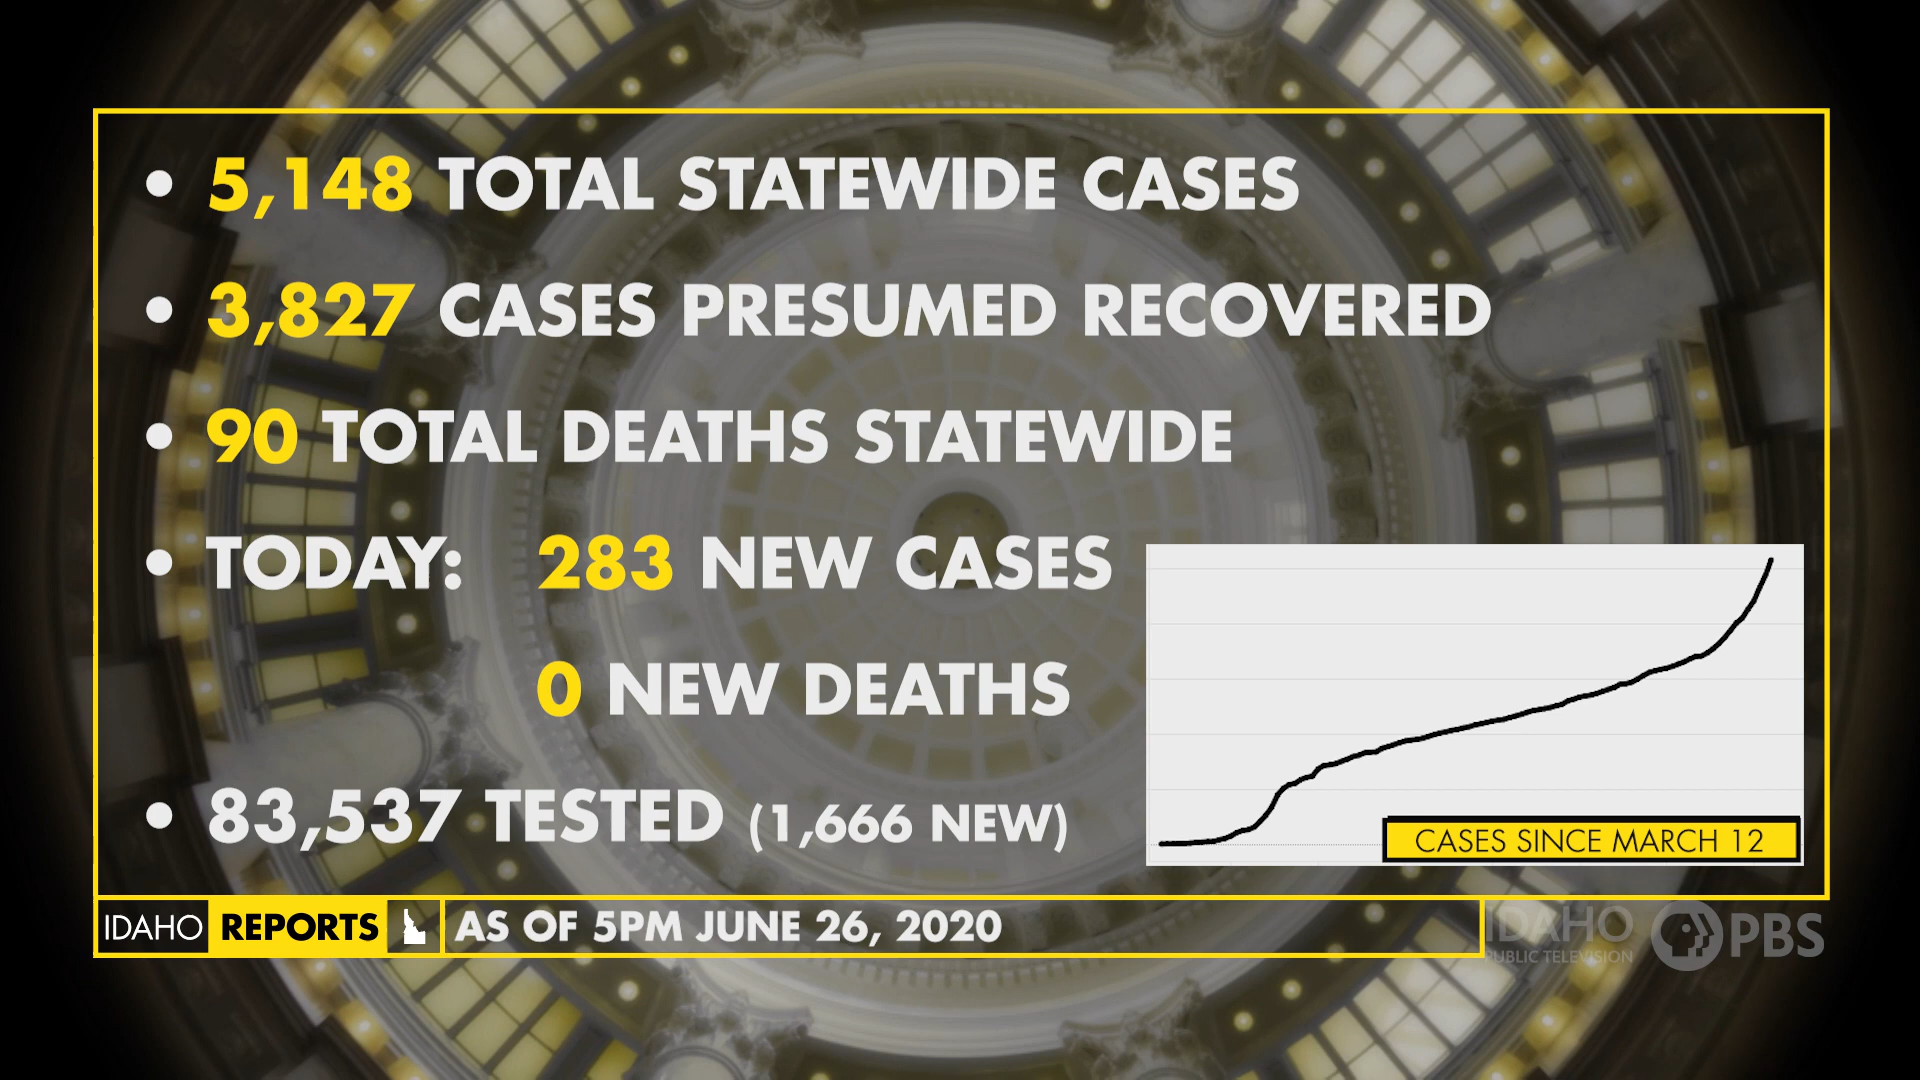 • 5,148 TOTAL STATEWIDE CASES
• 3,827 CASES PRESUMED RECOVERED
• 90 TOTAL DEATHS STATEWIDE
• TODAY: 283 NEW CASES
0 NEW DEATHS
• 83,537 TESTED (1,666 NEW)
CASES SINCE MARCH 12
IDAHO REPORTS AS OF 5PM JUNE 26, 2020
IDAHO
PUBLIC TELEVISION
PBS